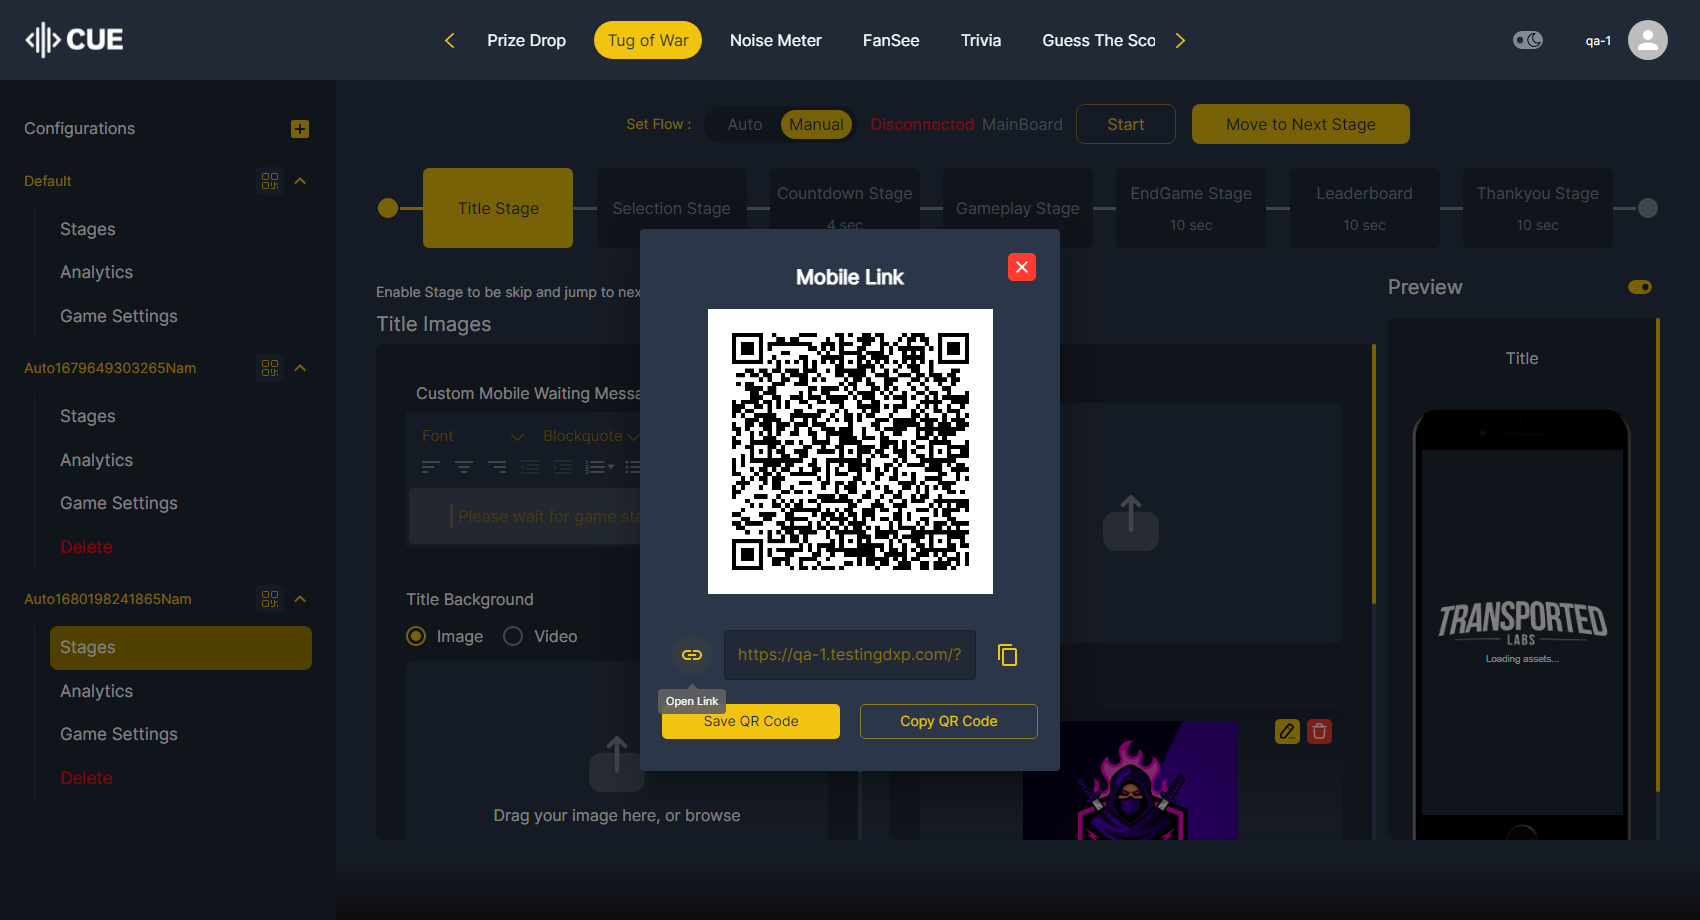 CUE
Prize Drop
Tug of War
Noise Meter
FanSee
Trivia
Guess The Sco
qa-1
Configurations
Default
Stages
Analytics
Game Settings
Auto1679649303265Nam
Stages
Analytics
Game Settings
Delete
Auto1680198241865Nam
Stages
Analytics
Game Settings
Delete
Set Flow :
Auto
Manual
Disconnected MainBoard
Start
Move to Next Stage
Title Stage
Selection Stage
Countdown Stage
4 sec
Gameplay Stage
EndGame Stage
10 sec
Leaderboard
10 sec
Thankyou Stage
10 sec
Enable Stage to be skip and jump to nex
Title Images
Custom Mobile Waiting Messa
Font
Blockquote
Please wait for game sta
Title Background
Image
Video
Drag your image here, or browse
Mobile Link
https://qa-1.testingdxp.com/?
Open Link
Save QR Code
Copy QR Code
Preview
Title
TRANSPORTED
LABS
Loading assets...